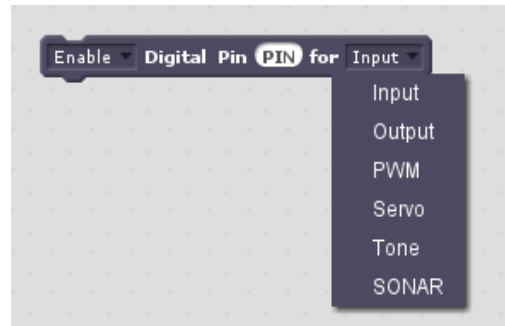 Enable Digital Pin PIN for Input
Input
Output
PWM
Servo
Tone
SONAR